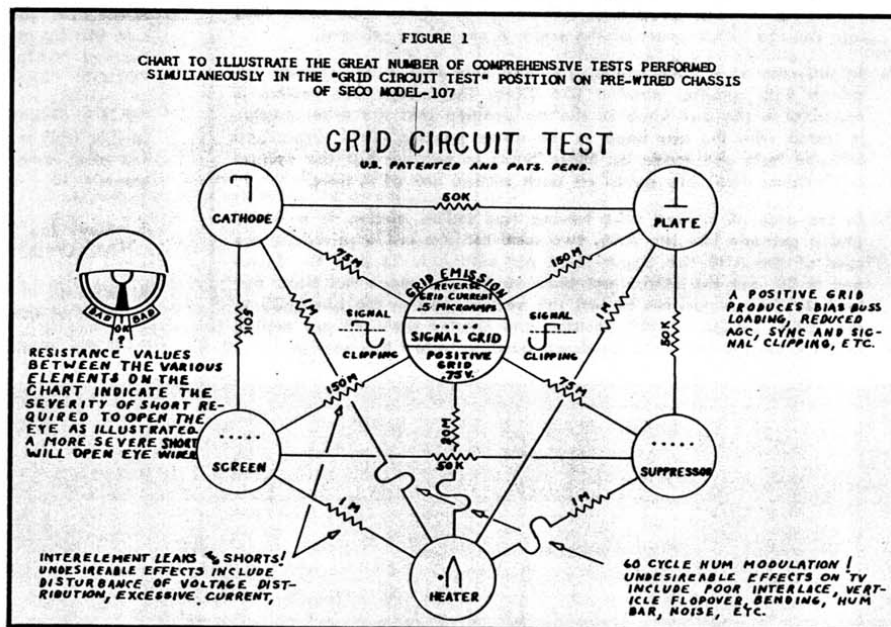 FIGURE 1
CHART TO ILLUSTRATE THE GREAT NUMBER OF COMPREHENSIVE TESTS PERFORMED
SIMULTANEOUSLY IN THE "GRID CIRCUIT TEST" POSITION ON PRE-WIRED CHASSIS
OF SECO MODEL-107
GRID CIRCUIT TEST
U.S. PATENTED AND PATS. PEND.
CATHODE
50K
PLATE
75M
150M
GRID EMISSION
REVERSE
GRID CURRENT
.5 MICROAMPS
SIGNAL GRID
POSITIVE
GRID
.75V.
SIGNAL
CLIPPING
SIGNAL
CLIPPING
1M
1M
50K
50K
BAD
?
OK
?
BAD
A POSITIVE GRID
PRODUCES BIAS BUSS
LOADING, REDUCED
AGC, SYNC AND SIG-
NAL CLIPPING, ETC.
RESISTANCE VALUES
BETWEEN THE VARIOUS
ELEMENTS ON THE
CHART INDICATE THE
SEVERITY OF SHORT RE-
QUIRED TO OPEN THE
EYE AS ILLUSTRATED.
A MORE SEVERE SHORT
WILL OPEN EYE WIDER
150M
75M
20M
50K
SCREEN
SUPPRESSOR
1M
1M
HEATER
INTERELEMENT LEAKS AND SHORTS!
UNDESIREABLE EFFECTS INCLUDE
DISTURBANCE OF VOLTAGE DIST-
RIBUTION, EXCESSIVE CURRENT,
60 CYCLE HUM MODULATION!
UNDESIREABLE EFFECTS ON TV
INCLUDE POOR INTERLACE, VERT-
ICLE FLOPOVER, BENDING, HUM
BAR, NOISE, ETC.